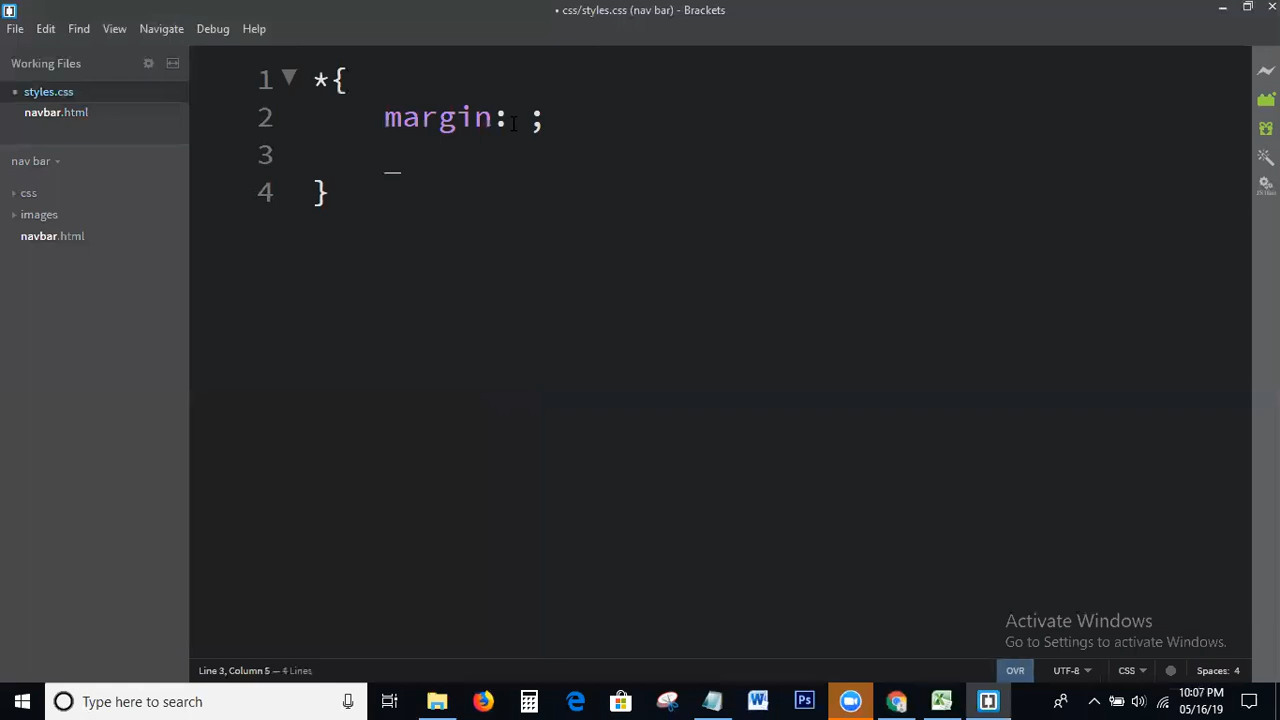 • css/styles.css (nav bar) - Brackets
File Edit Find View Navigate Debug Help
Working Files
• styles.css
navbar.html
nav bar
css
images
navbar.html
1 *{
2 margin: ;
3
4 }
Activate Windows
Go to Settings to activate Windows.
Line 3, Column 5 — 4 Lines
OVR UTF-8 CSS Spaces: 4
Type here to search
10:07 PM
05/16/19